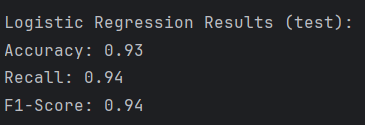 Logistic Regression Results (test):
Accuracy: 0.93
Recall: 0.94
F1-Score: 0.94